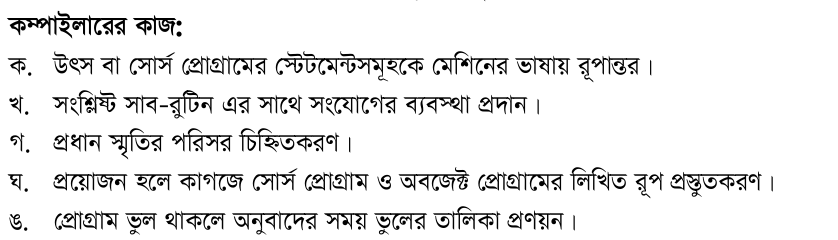 কম্পাইলারের কাজ:
ক. উৎস বা সোর্স প্রোগ্রামের স্টেটমেন্টসমূহকে মেশিনের ভাষায় রূপান্তর।
খ. সংশ্লিষ্ট সাব-রুটিন এর সাথে সংযোগের ব্যবস্থা প্রদান।
গ. প্রধান স্মৃতির পরিসর চিহ্নিতকরণ।
ঘ. প্রয়োজন হলে কাগজে সোর্স প্রোগ্রাম ও অবজেক্ট প্রোগ্রামের লিখিত রূপ প্রস্তুতকরণ।
ঙ. প্রোগ্রাম ভুল থাকলে অনুবাদের সময় ভুলের তালিকা প্রণয়ন।